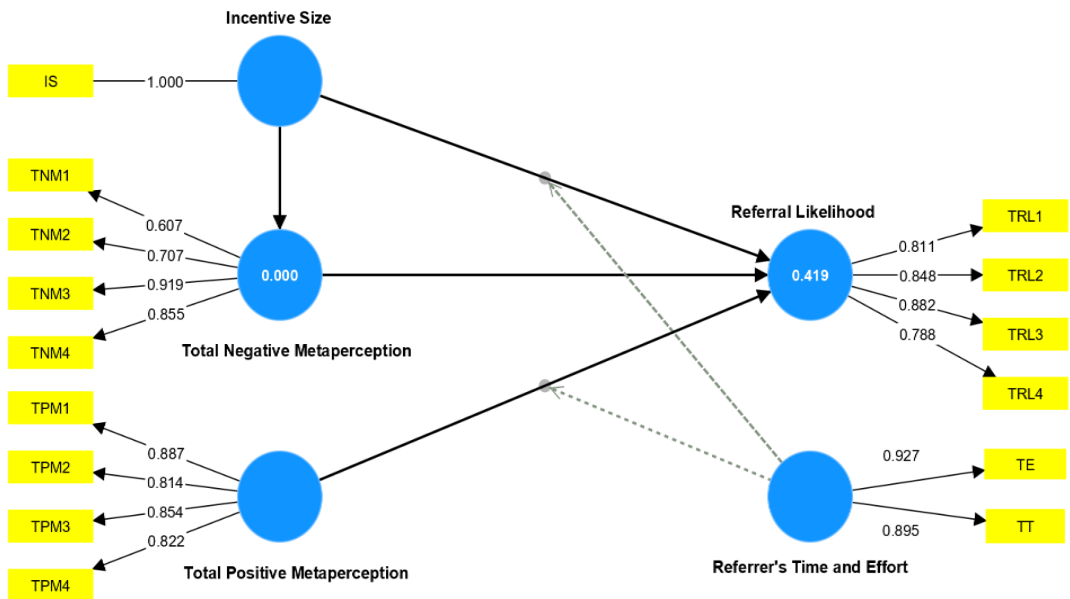 Incentive Size
IS
1.000
TNM1
TNM2
TNM3
TNM4
0.607
0.707
0.919
0.855
0.000
Total Negative Metaperception
TPM1
TPM2
TPM3
TPM4
0.887
0.814
0.854
0.822
Total Positive Metaperception
Referral Likelihood
0.419
0.811
0.848
0.882
0.788
TRL1
TRL2
TRL3
TRL4
0.927
0.895
TE
TT
Referrer's Time and Effort